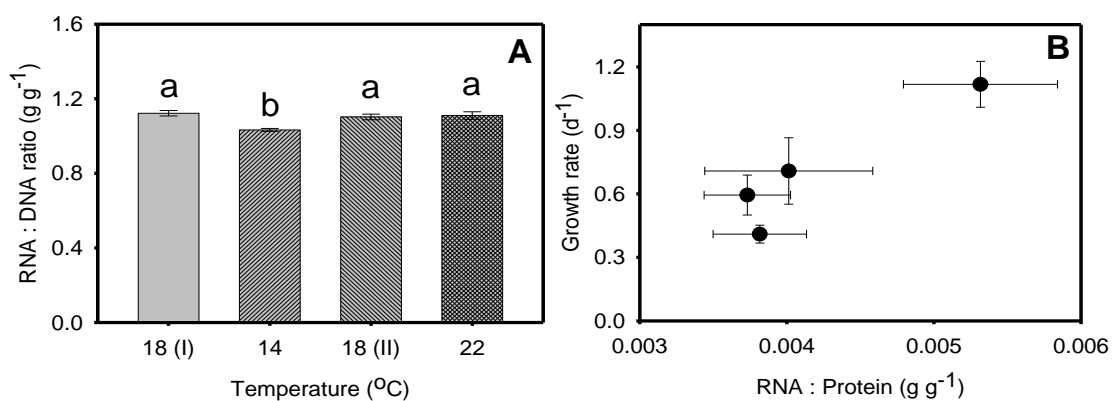 A
RNA : DNA ratio (g g⁻¹)
1.6
1.2
0.8
0.4
0.0
a
b
a
a
18 (I) 14 18 (II) 22
Temperature (ºC)
B
Growth rate (d⁻¹)
1.2
0.9
0.6
0.3
0.0
0.003 0.004 0.005 0.006
RNA : Protein (g g⁻¹)